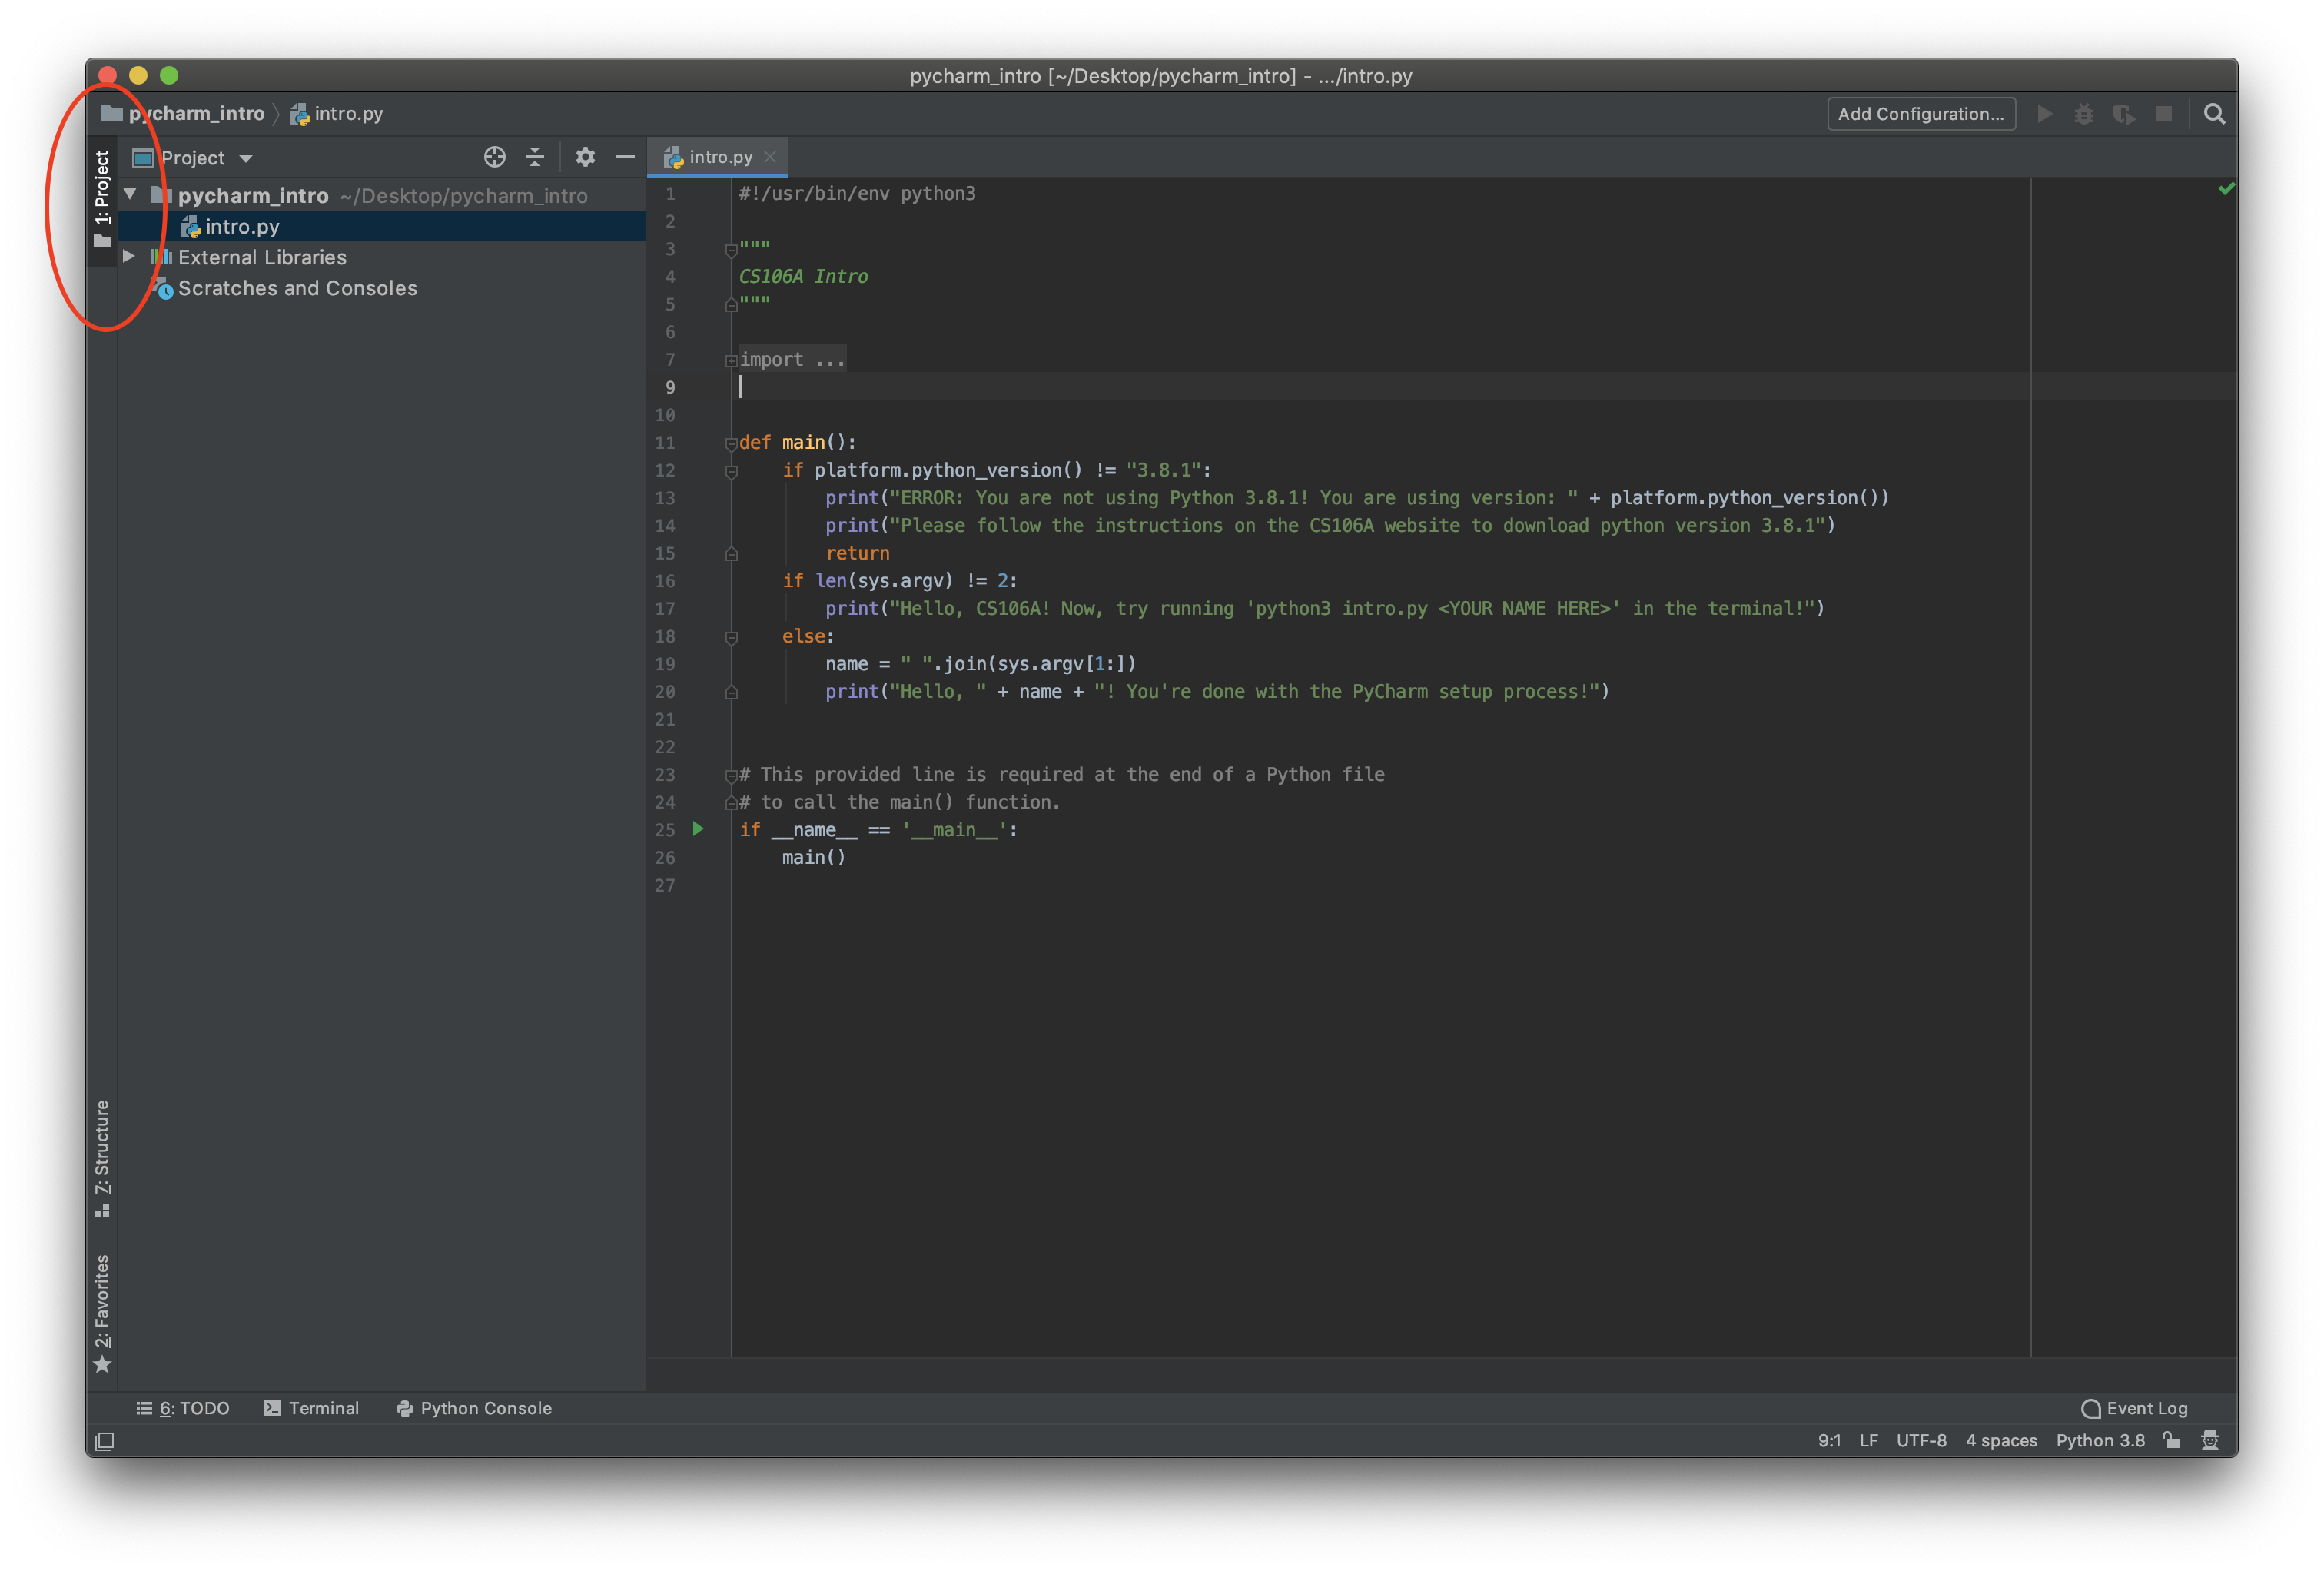 pycharm_intro [~/Desktop/pycharm_intro] - .../intro.py
pycharm_intro intro.py
Add Configuration...
1: Project
Project
intro.py
pycharm_intro ~/Desktop/pycharm_intro
intro.py
External Libraries
Scratches and Consoles
1 #!/usr/bin/env python3
2
3 """
4 CS106A Intro
5 """
6
7 import ...
9
10
11 def main():
12     if platform.python_version() != "3.8.1":
13         print("ERROR: You are not using Python 3.8.1! You are using version: " + platform.python_version())
14         print("Please follow the instructions on the CS106A website to download python version 3.8.1")
15         return
16     if len(sys.argv) != 2:
17         print("Hello, CS106A! Now, try running 'python3 intro.py <YOUR NAME HERE>' in the terminal!")
18     else:
19         name = " ".join(sys.argv[1:])
20         print("Hello, " + name + "! You're done with the PyCharm setup process!")
21
22
23 # This provided line is required at the end of a Python file
24 # to call the main() function.
25 if __name__ == '__main__':
26     main()
27
7: Structure
2: Favorites
6: TODO Terminal Python Console Event Log
9:1 LF UTF-8 4 spaces Python 3.8